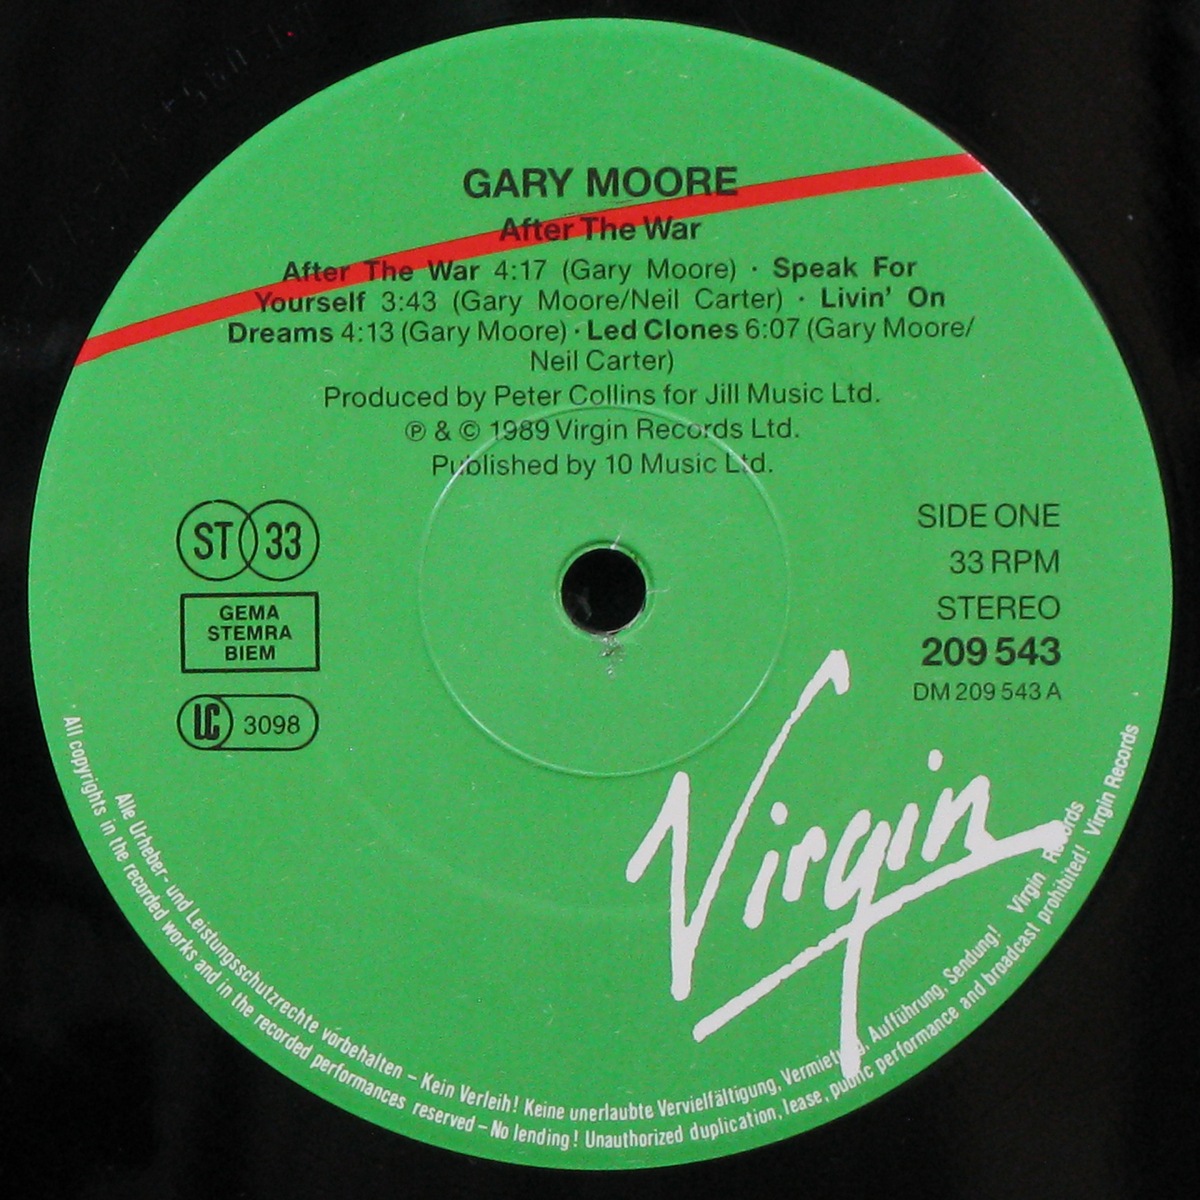 GARY MOORE
After The War
After The War 4:17 (Gary Moore) · Speak For
Yourself 3:43 (Gary Moore/Neil Carter) · Livin' On
Dreams 4:13 (Gary Moore) · Led Clones 6:07 (Gary Moore/
Neil Carter)
Produced by Peter Collins for Jill Music Ltd.
℗ & © 1989 Virgin Records Ltd.
Published by 10 Music Ltd.
ST 33
GEMA
STEMRA
BIEM
LC 3098
SIDE ONE
33 RPM
STEREO
209 543
DM 209 543 A
Virgin
Alle Urheber- und Leistungsschutzrechte vorbehalten – Kein Verleih! Keine unerlaubte Vervielfältigung, Vermietung, Aufführung, Sendung! Virgin Records
All copyrights in the recorded works and in the recorded performances reserved – No lending! Unauthorized duplication, lease, public performance and broadcast prohibited! Virgin Records